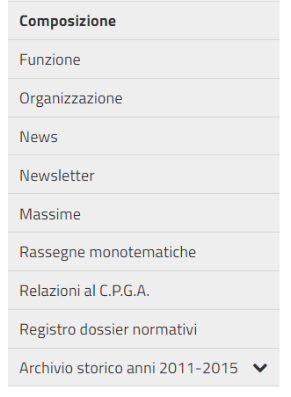 Composizione
Funzione
Organizzazione
News
Newsletter
Massime
Rassegne monotematiche
Relazioni al C.P.G.A.
Registro dossier normativi
Archivio storico anni 2011-2015